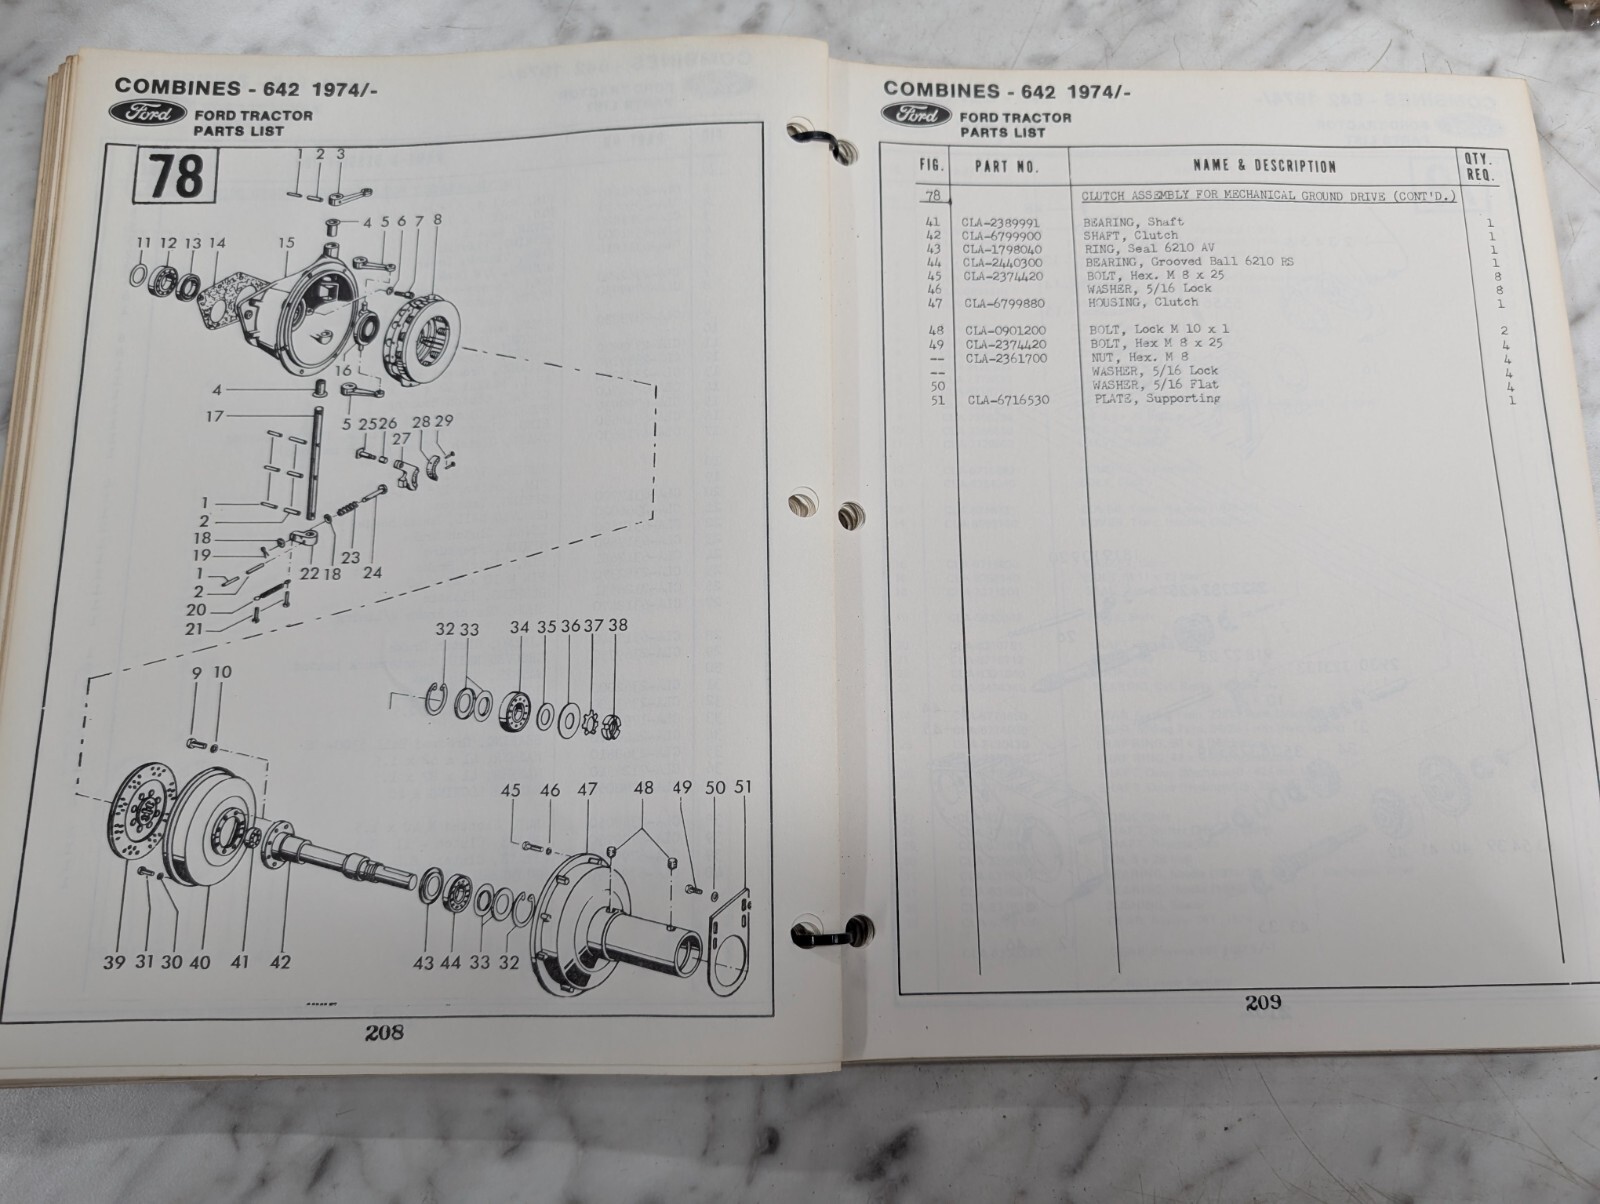 COMBINES - 642 1974/-
Ford FORD TRACTOR
PARTS LIST
78
1 2 3
4 5 6 7 8
11 12 13 14 15
16
4
17
5 25 26 27 28 29
1
2
18
19
22 18 23 24
1
2
20
21
32 33 34 35 36 37 38
9 10
45 46 47 48 49 50 51
39 31 30 40 41 42 43 44 33 32
208
COMBINES - 642 1974/-
Ford FORD TRACTOR
PARTS LIST
FIG. PART NO. NAME & DESCRIPTION QTY. REQ.
78 CLUTCH ASSEMBLY FOR MECHANICAL GROUND DRIVE (CONT'D.)
41 CLA-2389991 BEARING, Shaft 1
42 CLA-6799900 SHAFT, Clutch 1
43 CLA-1798040 RING, Seal 6210 AV 1
44 CLA-2440300 BEARING, Grooved Ball 6210 RS 1
45 CLA-2374420 BOLT, Hex. M 8 x 25 8
46 WASHER, 5/16 Lock 8
47 CLA-6799880 HOUSING, Clutch 1
48 CLA-0901200 BOLT, Lock M 10 x 1 2
49 CLA-2374420 BOLT, Hex M 8 x 25 4
-- CLA-2361700 NUT, Hex. M 8 4
-- WASHER, 5/16 Lock 4
50 WASHER, 5/16 Flat 4
51 CLA-6716530 PLATE, Supporting 1
209